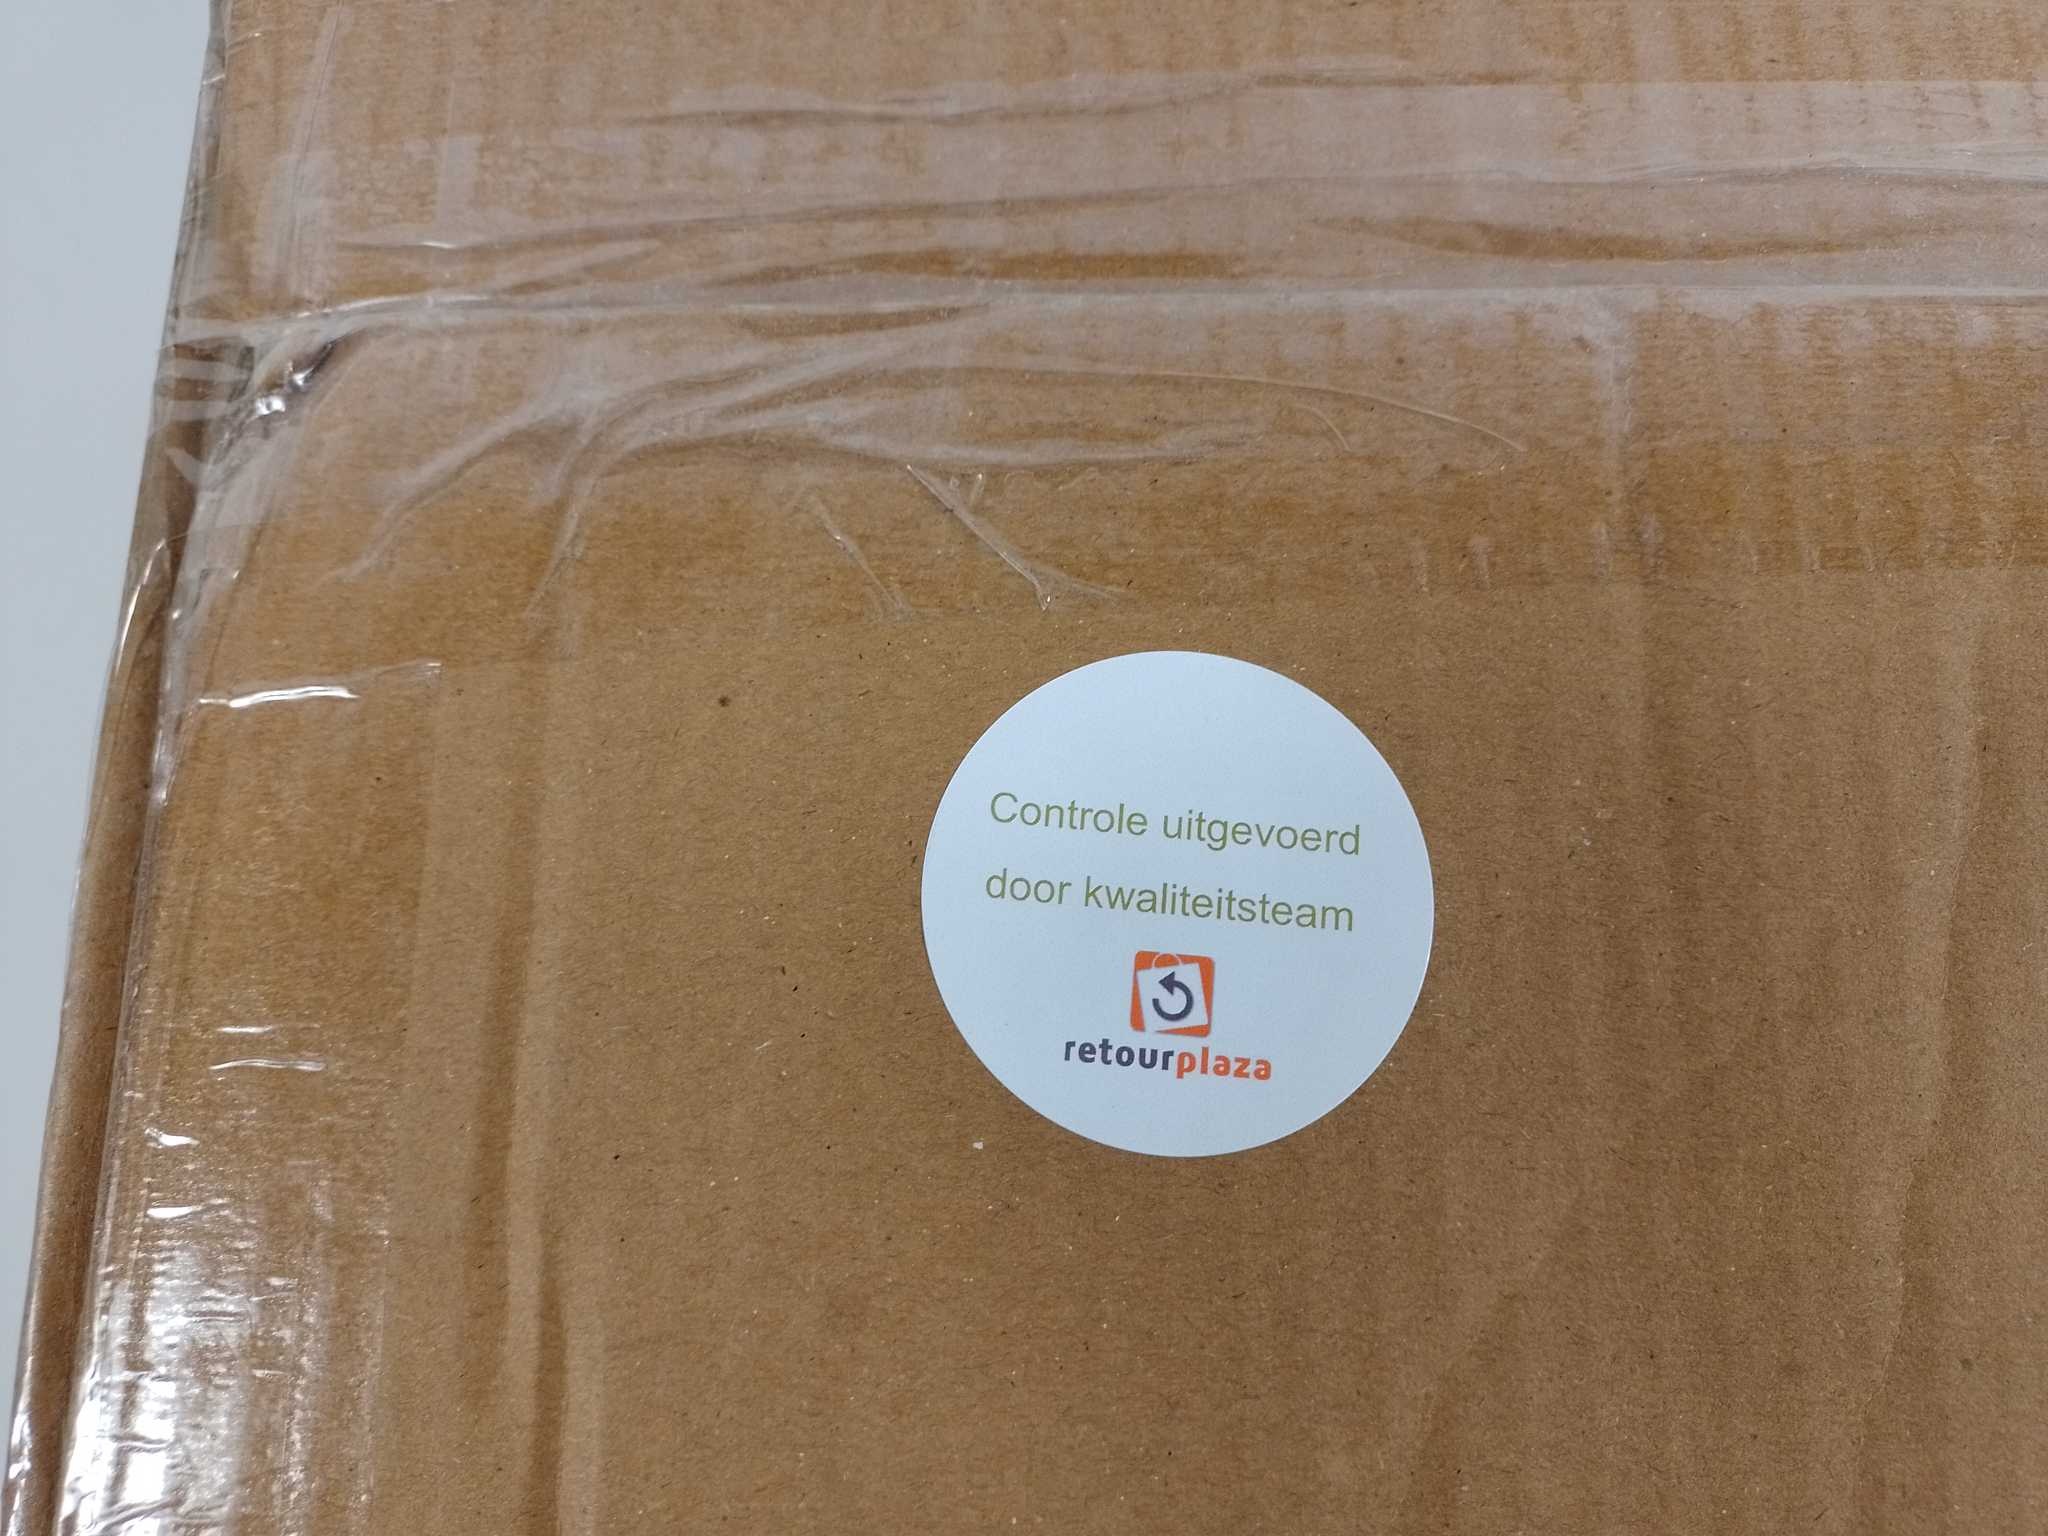 Controle uitgevoerd
door kwaliteitsteam
retourplaza